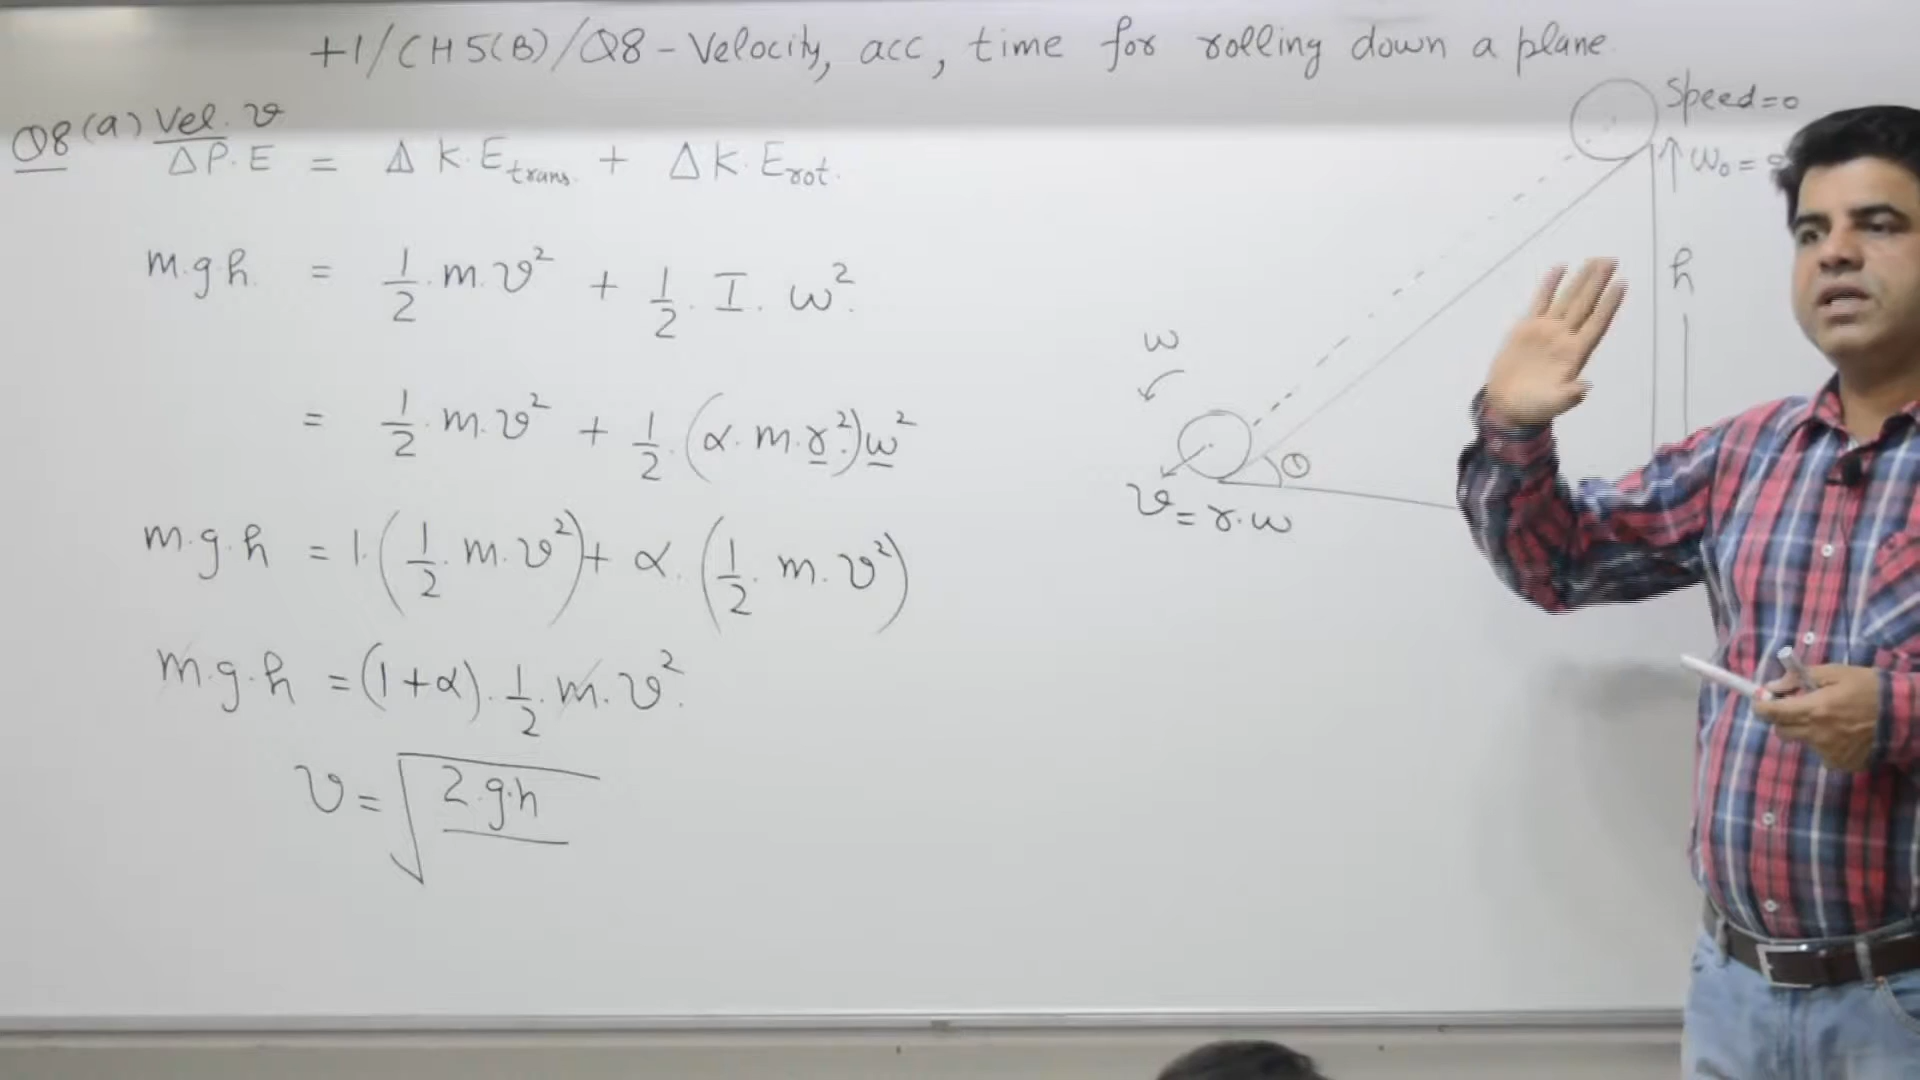 +1/CH5(B)/Q8 - Velocity, acc, time for rolling down a plane
Q8 (a) Vel. v
ΔP.E = ΔK.E trans. + ΔK.E rot.
m.g.h. = 1/2 . m.v² + 1/2 . I . ω².
= 1/2 . m.v² + 1/2 . (α. m. r².)ω²
m.g.h = 1.(1/2 . m.v²) + α.(1/2 . m.v²)
m.g.h = (1+α). 1/2 . m.v².
v = √2.g.h
Speed=0
ω₀ =
h
ω
θ
v = r.ω